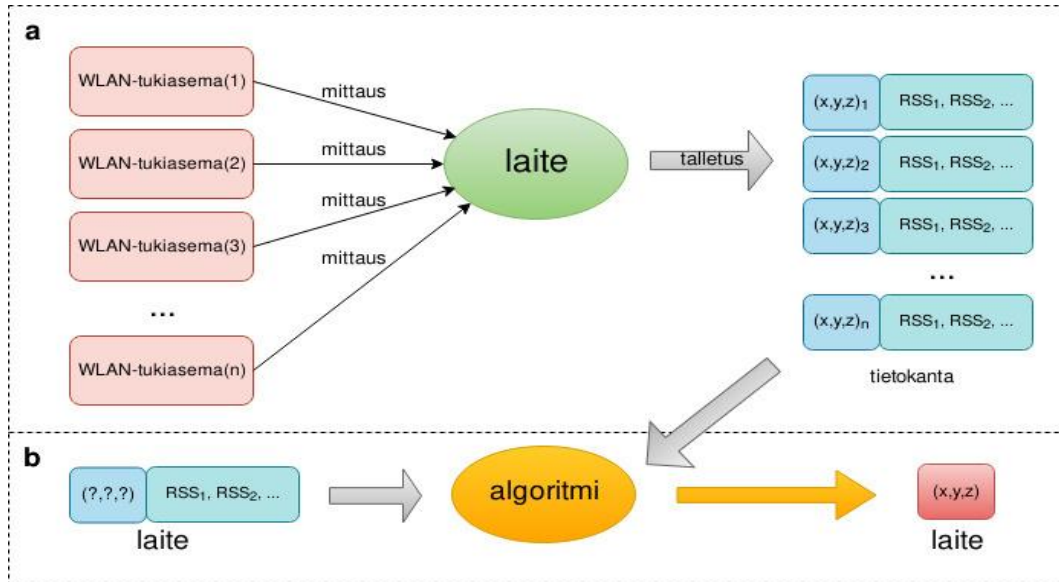 a
WLAN-tukiasema(1)
WLAN-tukiasema(2)
WLAN-tukiasema(3)
...
WLAN-tukiasema(n)
mittaus
mittaus
mittaus
mittaus
laite
talletus
(x,y,z)₁ RSS₁, RSS₂, ...
(x,y,z)₂ RSS₁, RSS₂, ...
(x,y,z)₃ RSS₁, RSS₂, ...
...
(x,y,z)ₙ RSS₁, RSS₂, ...
tietokanta
b
(?,?,?) RSS₁, RSS₂, ...
laite
algoritmi
(x,y,z)
laite